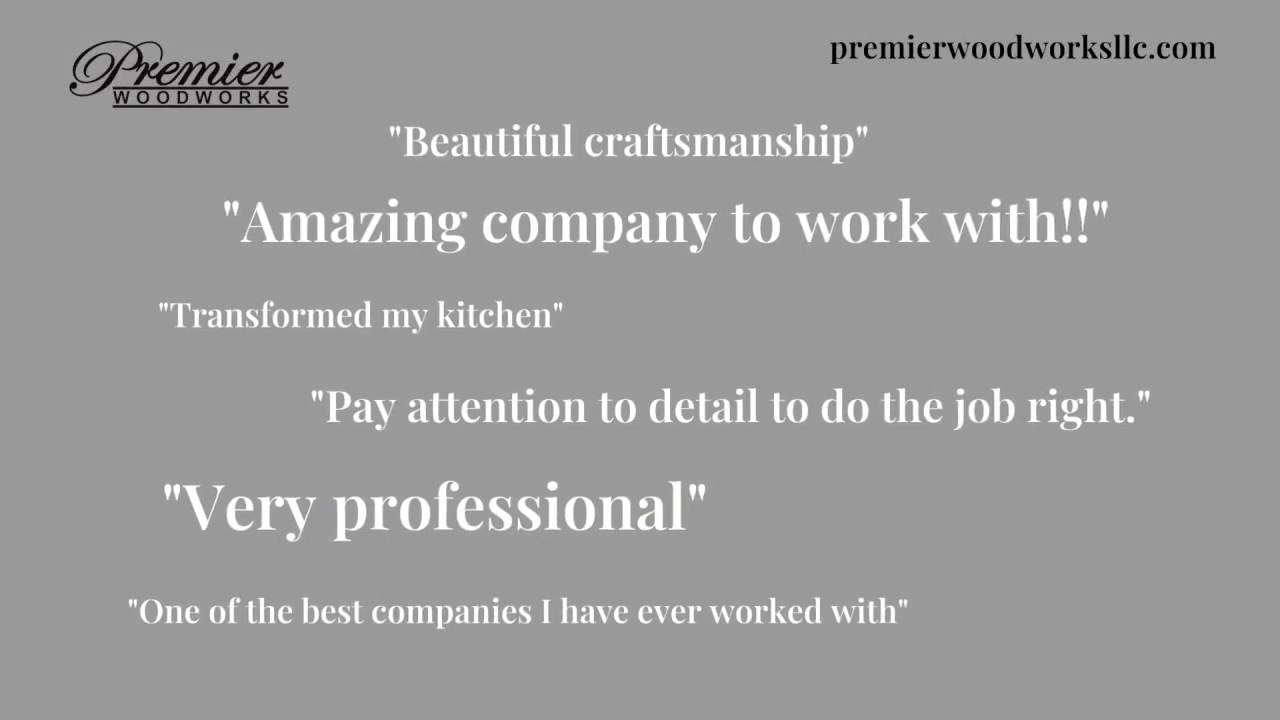 Premier
WOODWORKS
premierwoodworksllc.com
"Beautiful craftsmanship"
"Amazing company to work with!!"
"Transformed my kitchen"
"Pay attention to detail to do the job right."
"Very professional"
"One of the best companies I have ever worked with"